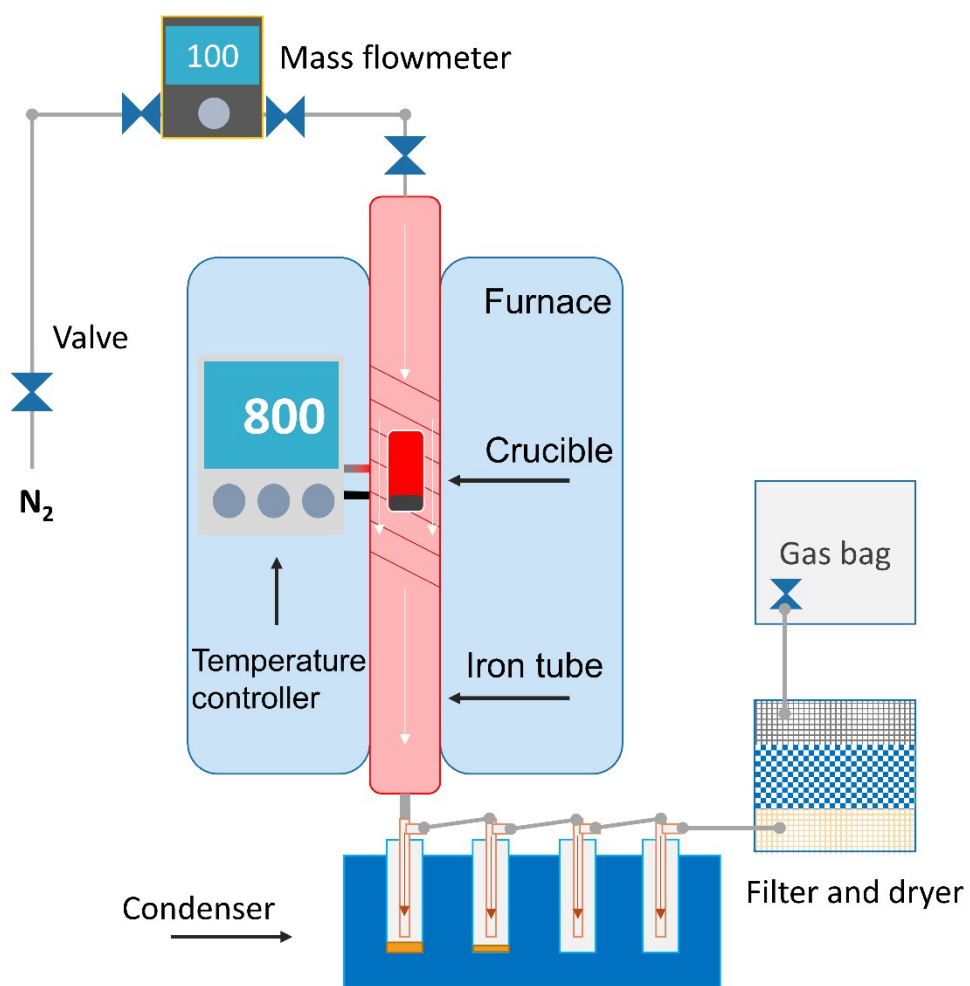 100
Mass flowmeter
Furnace
Valve
800
Crucible
N₂
Gas bag
Temperature
controller
Iron tube
Filter and dryer
Condenser